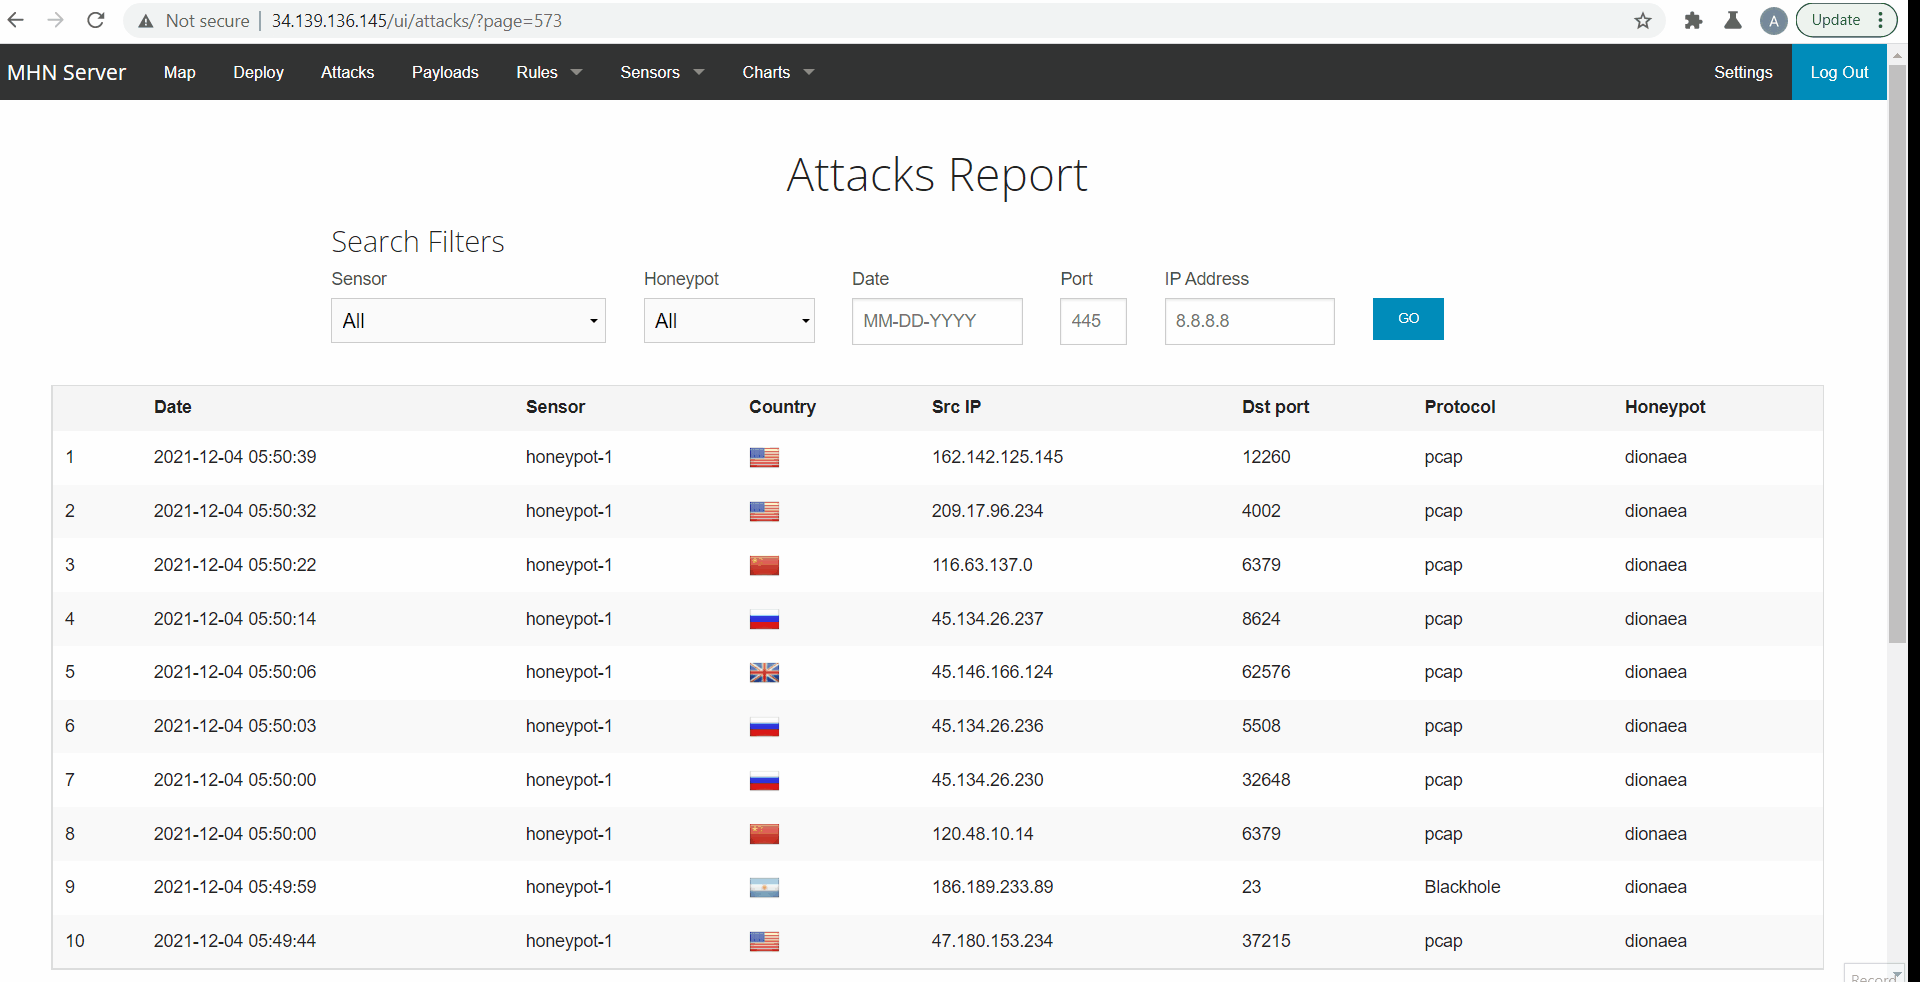 Not secure | 34.139.136.145/ui/attacks/?page=573 A Update
MHN Server Map Deploy Attacks Payloads Rules Sensors Charts Settings Log Out
Attacks Report
Search Filters
Sensor Honeypot Date Port IP Address
All All MM-DD-YYYY 445 8.8.8.8 GO
Date Sensor Country Src IP Dst port Protocol Honeypot
1 2021-12-04 05:50:39 honeypot-1 162.142.125.145 12260 pcap dionaea
2 2021-12-04 05:50:32 honeypot-1 209.17.96.234 4002 pcap dionaea
3 2021-12-04 05:50:22 honeypot-1 116.63.137.0 6379 pcap dionaea
4 2021-12-04 05:50:14 honeypot-1 45.134.26.237 8624 pcap dionaea
5 2021-12-04 05:50:06 honeypot-1 45.146.166.124 62576 pcap dionaea
6 2021-12-04 05:50:03 honeypot-1 45.134.26.236 5508 pcap dionaea
7 2021-12-04 05:50:00 honeypot-1 45.134.26.230 32648 pcap dionaea
8 2021-12-04 05:50:00 honeypot-1 120.48.10.14 6379 pcap dionaea
9 2021-12-04 05:49:59 honeypot-1 186.189.233.89 23 Blackhole dionaea
10 2021-12-04 05:49:44 honeypot-1 47.180.153.234 37215 pcap dionaea
Record